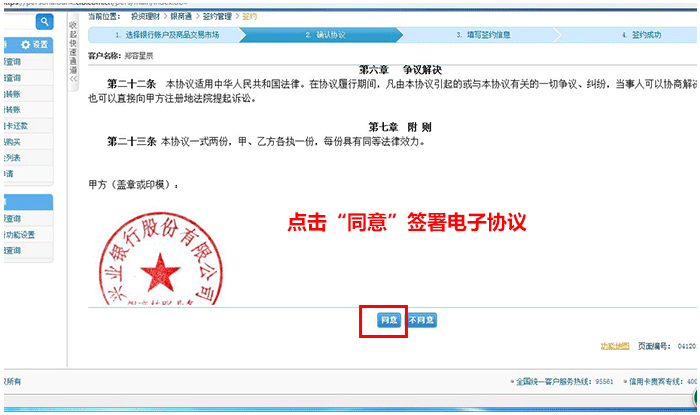 当前位置： 投资理财 > 银商通 > 签约管理 > 签约
收起快速通道
设置
1. 选择银行账户及商品交易市场
2. 确认协议
3. 填写签约信息
4. 签约成功
客户名称：郑容星辰
第六章 争议解决
第二十二条 本协议适用中华人民共和国法律。在协议履行期间，凡由本协议引起的或与本协议有关的一切争议、纠纷，当事人可以协商解决
也可以直接向甲方注册地法院提起诉讼。
第七章 附 则
第二十三条 本协议一式两份，甲、乙方各执一份，每份具有同等法律效力。
甲方（盖章或印模）：
点击“同意”签署电子协议
兴业银行股份有限公司
同意
不同意
功能地图
页面编号： 04120
权所有
全国统一客户服务热线：95561
信用卡贵宾专线：400
查询
转账
转账
卡还款
购买
列表
申请
查询
功能设置
查询